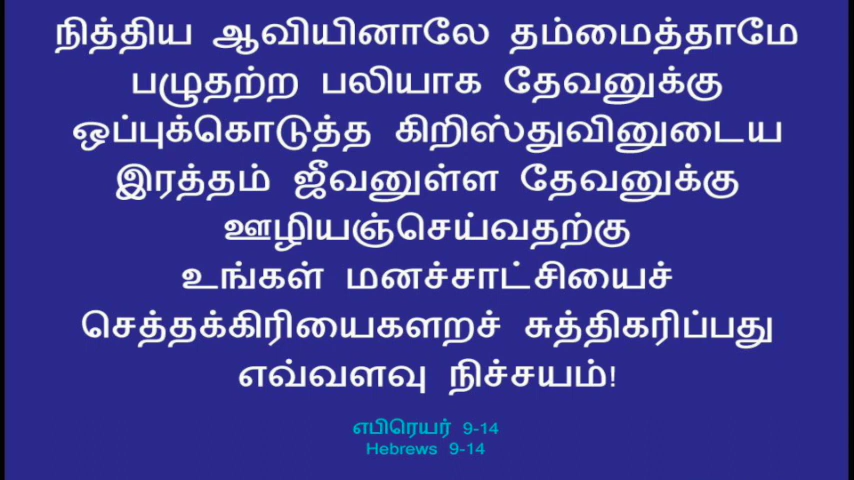 நித்திய ஆவியினாலே தம்மைத்தாமே
பழுதற்ற பலியாக தேவனுக்கு
ஒப்புக்கொடுத்த கிறிஸ்துவினுடைய
இரத்தம் ஜீவனுள்ள தேவனுக்கு
ஊழியஞ்செய்வதற்கு
உங்கள் மனச்சாட்சியைச்
செத்தக்கிரியைகளறச் சுத்திகரிப்பது
எவ்வளவு நிச்சயம்!
எபிரெயர் 9-14
Hebrews 9-14